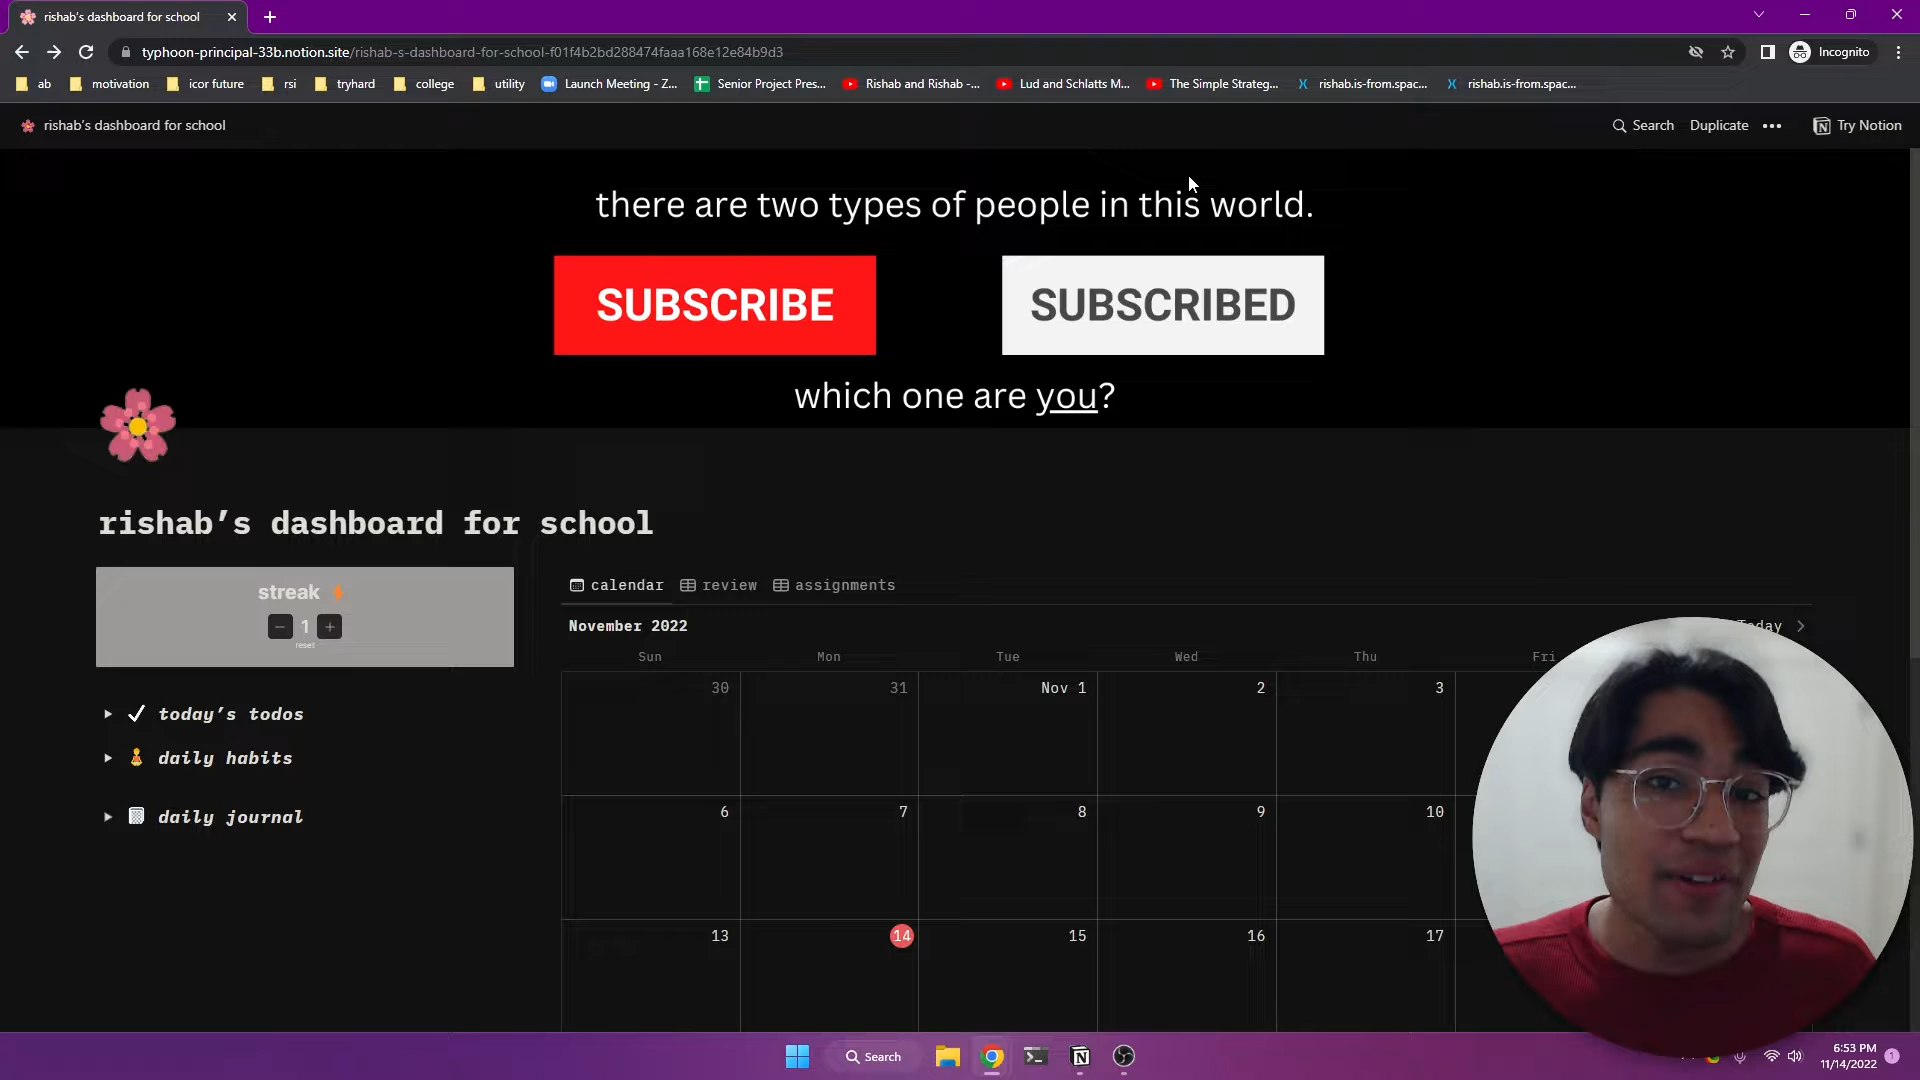 rishab's dashboard for school
typhoon-principal-33b.notion.site/rishab-s-dashboard-for-school-f01f4b2bd288474faaa168e12e84b9d3
Incognito
ab motivation icor future rsi tryhard college utility Launch Meeting - Z... Senior Project Pres... Rishab and Rishab -... Lud and Schlatts M... The Simple Strateg... rishab.is-from.spac... rishab.is-from.spac...
rishab's dashboard for school Search Duplicate ••• Try Notion
there are two types of people in this world.
SUBSCRIBE SUBSCRIBED
which one are you?
rishab's dashboard for school
streak
− 1 +
reset
✓ today's todos
daily habits
daily journal
calendar review assignments
November 2022 Today
Sun Mon Tue Wed Thu Fri
30 31 Nov 1 2 3
6 7 8 9 10
13 14 15 16 17
Search
6:53 PM
11/14/2022
1